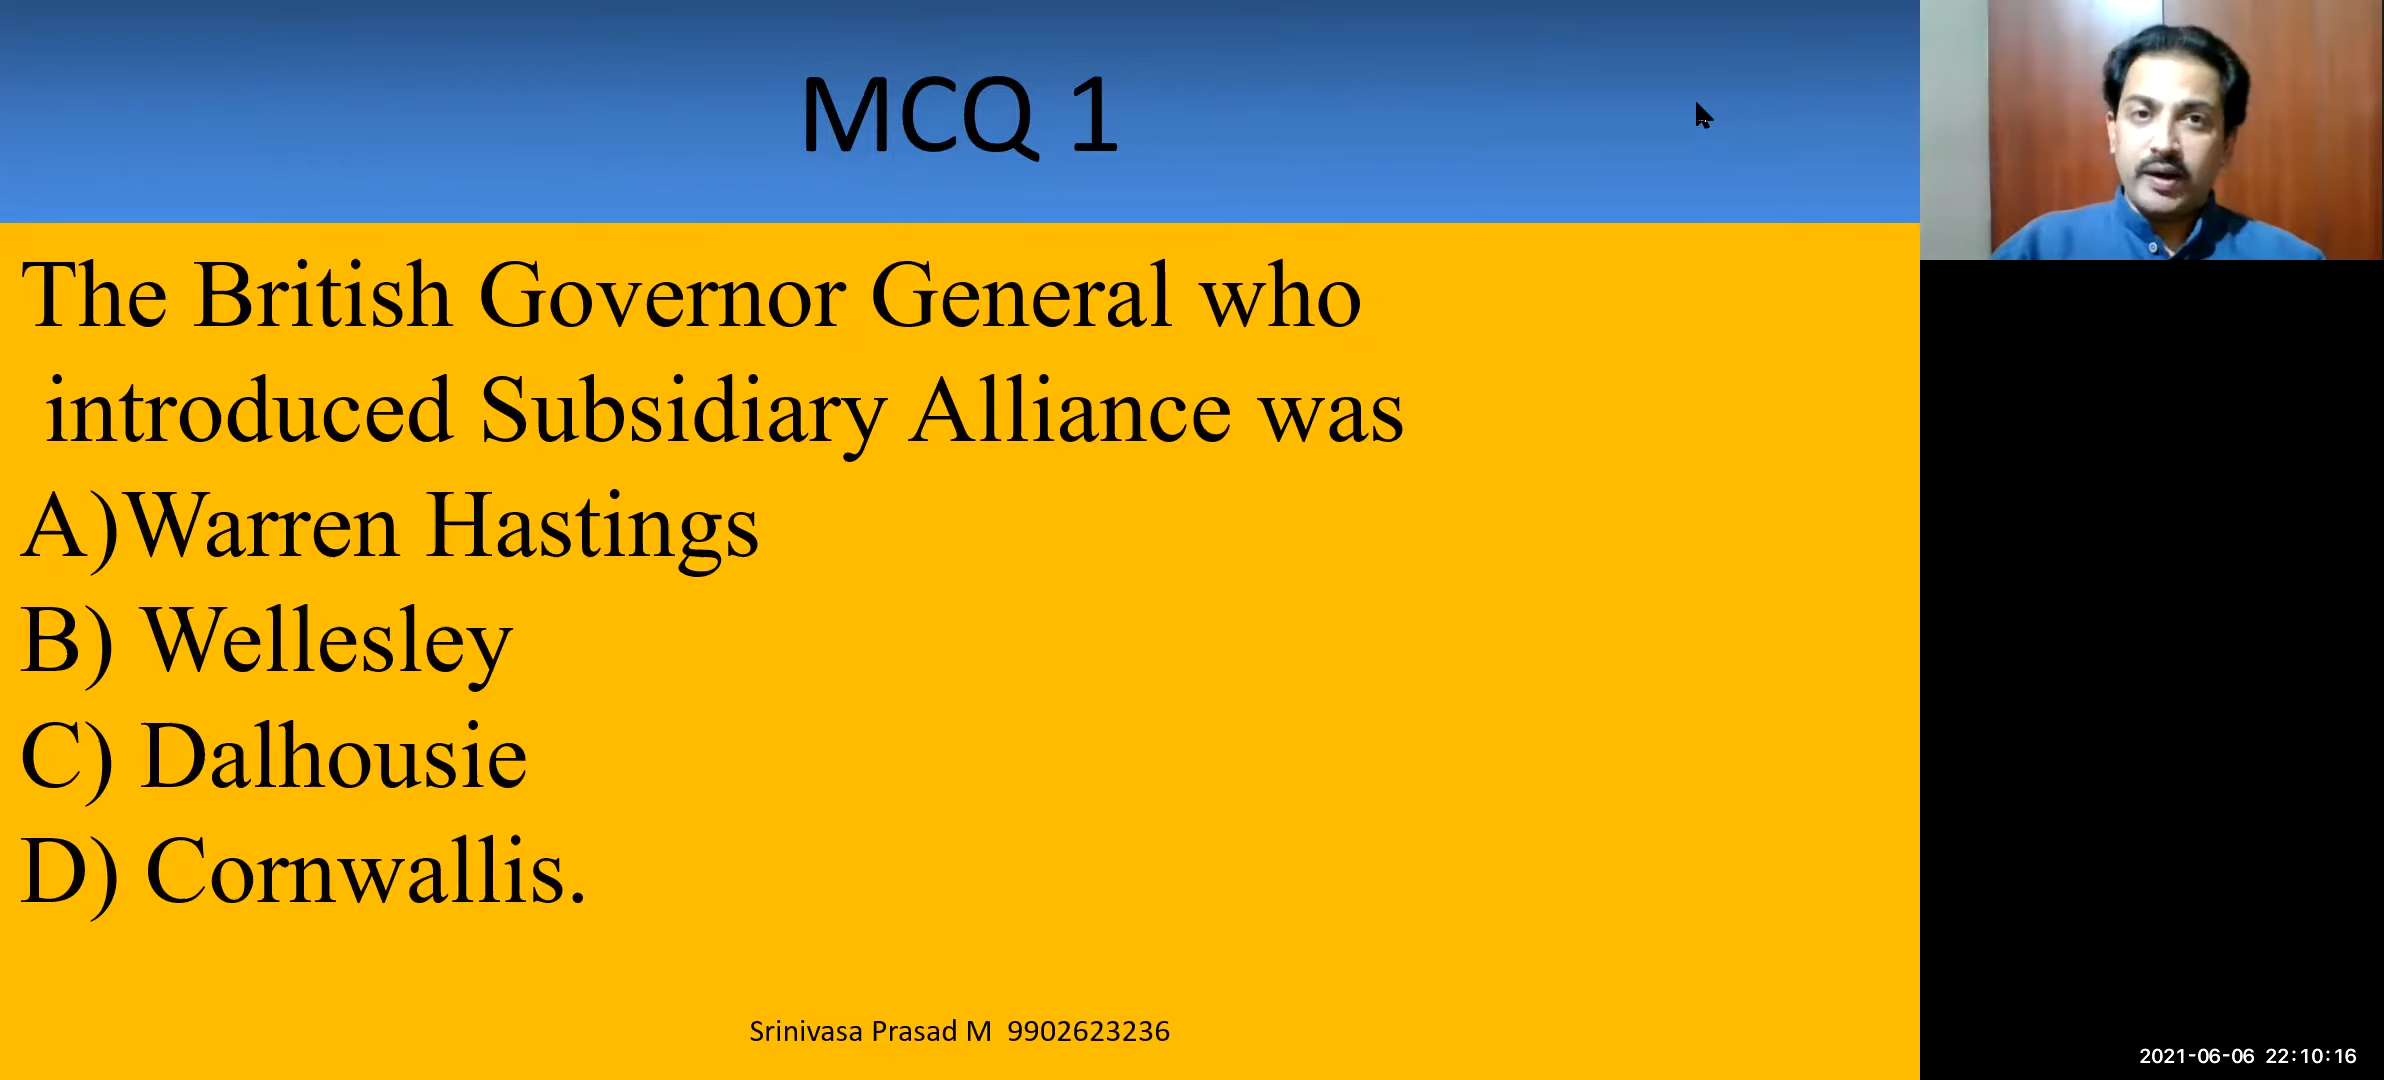 MCQ 1
The British Governor General who
introduced Subsidiary Alliance was
A)Warren Hastings
B) Wellesley
C) Dalhousie
D) Cornwallis.
Srinivasa Prasad M  9902623236
2021-06-06 22:10:16